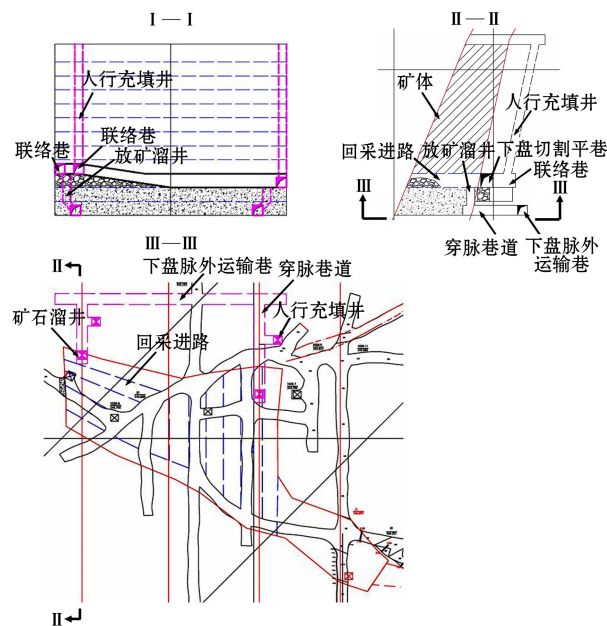 I — I
II — II
人行充填井
联络巷
联络巷
放矿溜井
矿体
人行充填井
回采进路
放矿溜井
下盘切割平巷
联络巷
III
III
穿脉巷道
下盘脉外
运输巷
III—III
II
下盘脉外运输巷
穿脉巷道
矿石溜井
回采进路
人行充填井
II